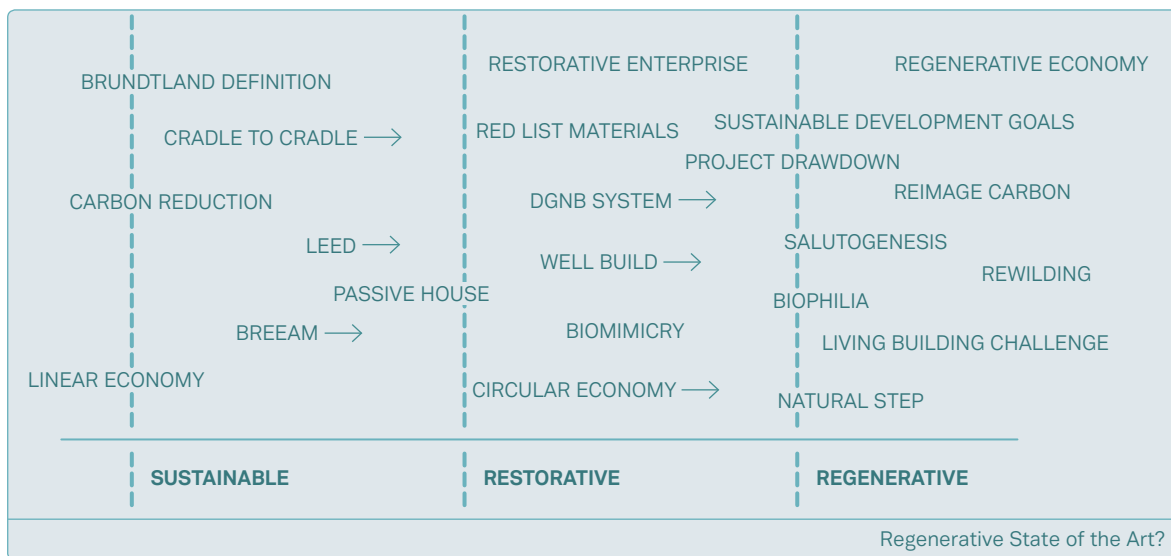 RESTORATIVE ENTERPRISE
REGENERATIVE ECONOMY
BRUNDTLAND DEFINITION
SUSTAINABLE DEVELOPMENT GOALS
RED LIST MATERIALS
CRADLE TO CRADLE →
PROJECT DRAWDOWN
REIMAGE CARBON
CARBON REDUCTION
DGNB SYSTEM →
SALUTOGENESIS
LEED →
WELL BUILD →
REWILDING
PASSIVE HOUSE
BIOPHILIA
BREEAM →
BIOMIMICRY
LIVING BUILDING CHALLENGE
LINEAR ECONOMY
CIRCULAR ECONOMY →
NATURAL STEP
SUSTAINABLE
RESTORATIVE
REGENERATIVE
Regenerative State of the Art?